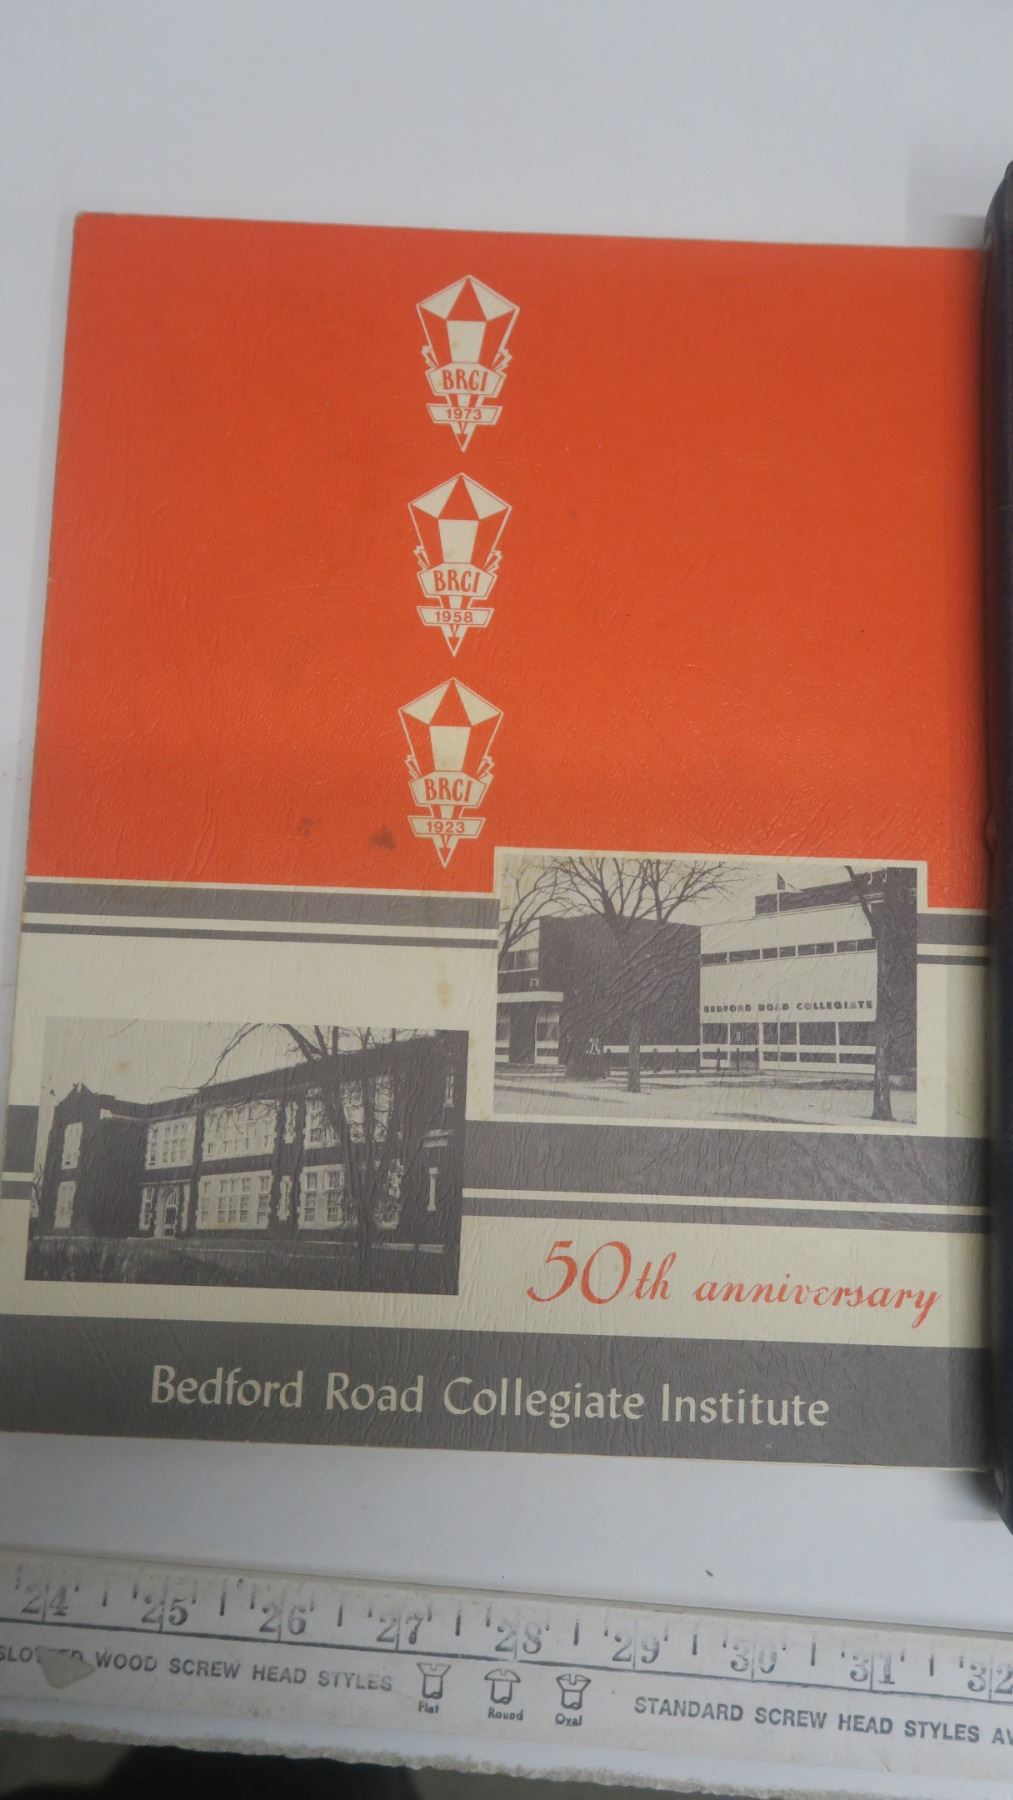 BRCI
1973
BRCI
1958
BRCI
1923
BEDFORD ROAD COLLEGIATE
50th anniversary
Bedford Road Collegiate Institute
24 25 26 27 28 29 30 31 32
WOOD SCREW HEAD STYLES
Flat Round Oval
STANDARD SCREW HEAD STYLES